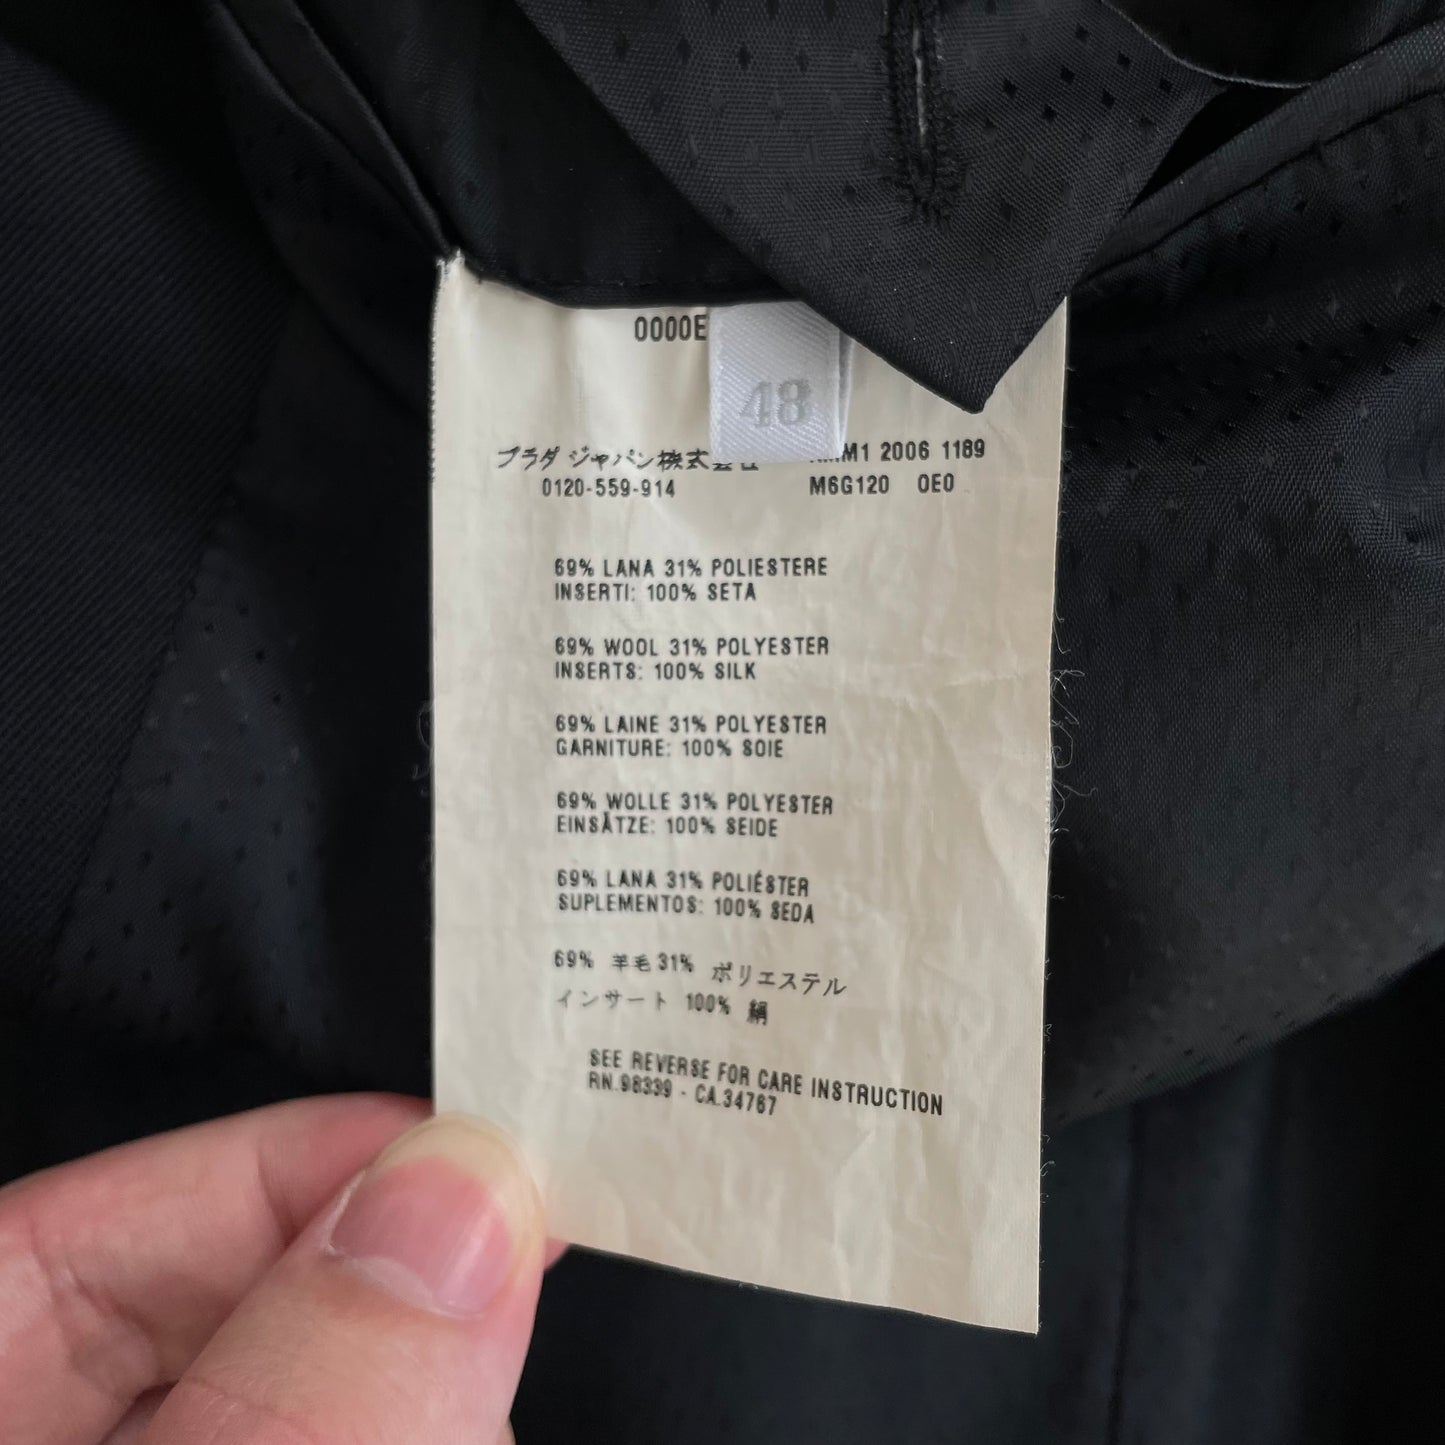 0000E
48
プラダ ジャパン株式会社
M1 2006 1189
0120-559-914
M6G120 0E0
69% LANA 31% POLIESTERE
INSERTI: 100% SETA
69% WOOL 31% POLYESTER
INSERTS: 100% SILK
69% LAINE 31% POLYESTER
GARNITURE: 100% SOIE
69% WOLLE 31% POLYESTER
EINSÄTZE: 100% SEIDE
69% LANA 31% POLIÉSTER
SUPLEMENTOS: 100% SEDA
69% 羊毛 31% ポリエステル
インサート 100% 絹
SEE REVERSE FOR CARE INSTRUCTION
RN.98339 - CA.34767